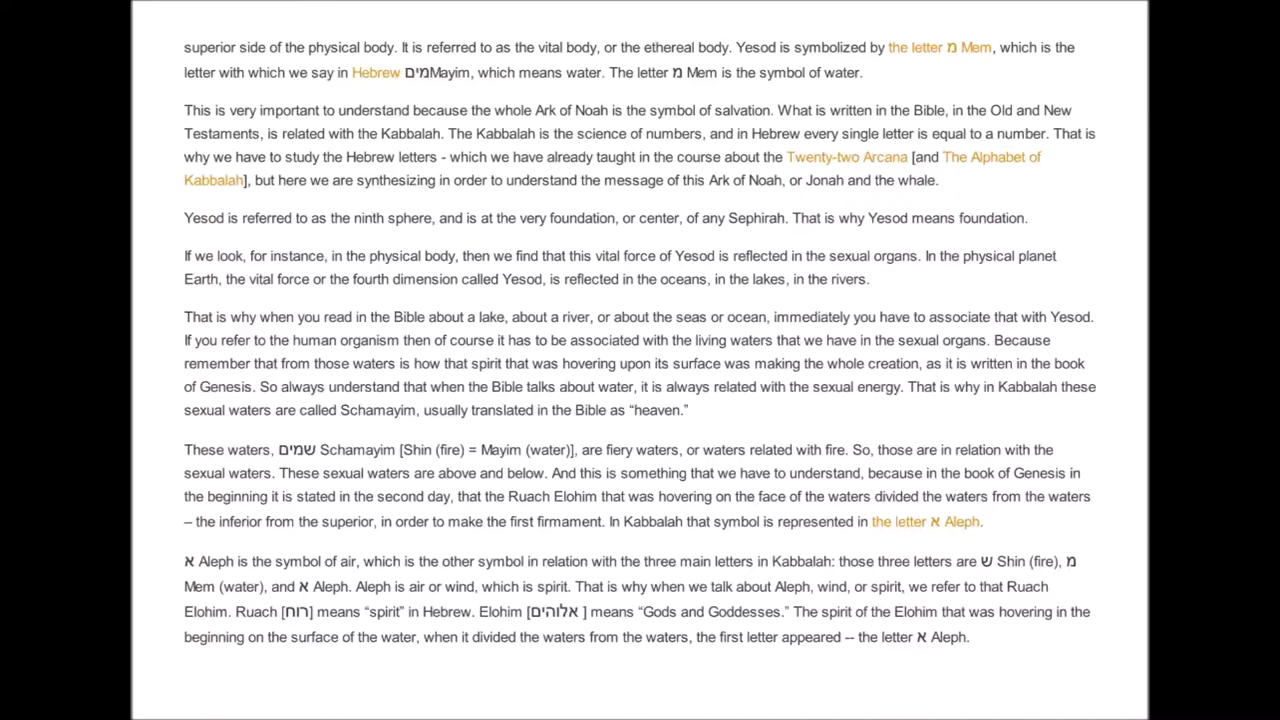 superior side of the physical body. It is referred to as the vital body, or the ethereal body. Yesod is symbolized by the letter מ Mem, which is the
letter with which we say in Hebrew מים‎Mayim, which means water. The letter מ Mem is the symbol of water.
This is very important to understand because the whole Ark of Noah is the symbol of salvation. What is written in the Bible, in the Old and New
Testaments, is related with the Kabbalah. The Kabbalah is the science of numbers, and in Hebrew every single letter is equal to a number. That is
why we have to study the Hebrew letters - which we have already taught in the course about the Twenty-two Arcana [and The Alphabet of
Kabbalah], but here we are synthesizing in order to understand the message of this Ark of Noah, or Jonah and the whale.
Yesod is referred to as the ninth sphere, and is at the very foundation, or center, of any Sephirah. That is why Yesod means foundation.
If we look, for instance, in the physical body, then we find that this vital force of Yesod is reflected in the sexual organs. In the physical planet
Earth, the vital force or the fourth dimension called Yesod, is reflected in the oceans, in the lakes, in the rivers.
That is why when you read in the Bible about a lake, about a river, or about the seas or ocean, immediately you have to associate that with Yesod.
If you refer to the human organism then of course it has to be associated with the living waters that we have in the sexual organs. Because
remember that from those waters is how that spirit that was hovering upon its surface was making the whole creation, as it is written in the book
of Genesis. So always understand that when the Bible talks about water, it is always related with the sexual energy. That is why in Kabbalah these
sexual waters are called Schamayim, usually translated in the Bible as “heaven.”
These waters, שמים Schamayim [Shin (fire) = Mayim (water)], are fiery waters, or waters related with fire. So, those are in relation with the
sexual waters. These sexual waters are above and below. And this is something that we have to understand, because in the book of Genesis in
the beginning it is stated in the second day, that the Ruach Elohim that was hovering on the face of the waters divided the waters from the waters
– the inferior from the superior, in order to make the first firmament. In Kabbalah that symbol is represented in the letter א Aleph.
א Aleph is the symbol of air, which is the other symbol in relation with the three main letters in Kabbalah: those three letters are ש Shin (fire), מ
Mem (water), and א Aleph. Aleph is air or wind, which is spirit. That is why when we talk about Aleph, wind, or spirit, we refer to that Ruach
Elohim. Ruach [רוח] means “spirit” in Hebrew. Elohim [אלוהים ] means “Gods and Goddesses.” The spirit of the Elohim that was hovering in the
beginning on the surface of the water, when it divided the waters from the waters, the first letter appeared -- the letter א Aleph.